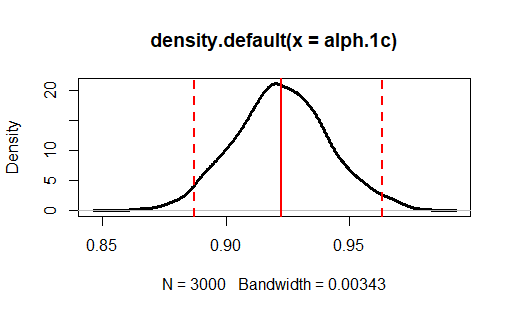 density.default(x = alph.1c)
Density
20
10
5
0
0.85 0.90 0.95
N = 3000 Bandwidth = 0.00343